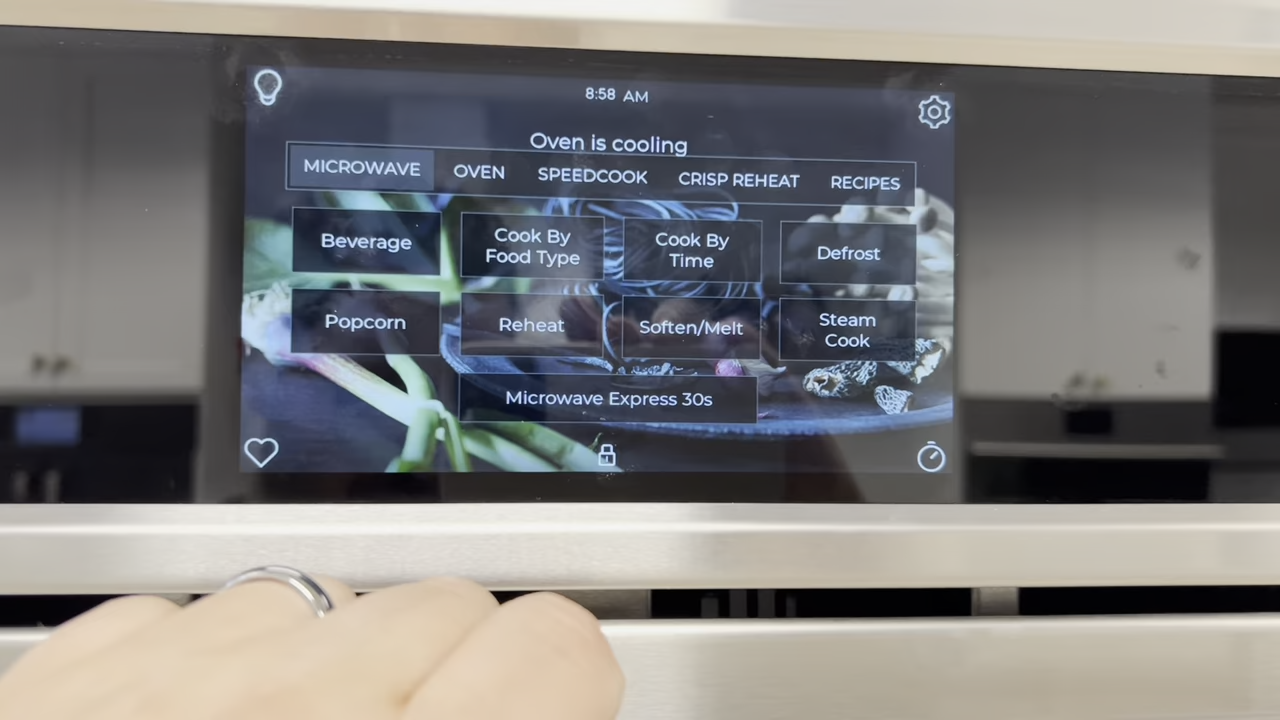 8:58 AM
Oven is cooling
MICROWAVE OVEN SPEEDCOOK CRISP REHEAT RECIPES
Beverage
Cook By
Food Type
Cook By
Time
Defrost
Popcorn
Reheat
Soften/Melt
Steam
Cook
Microwave Express 30s